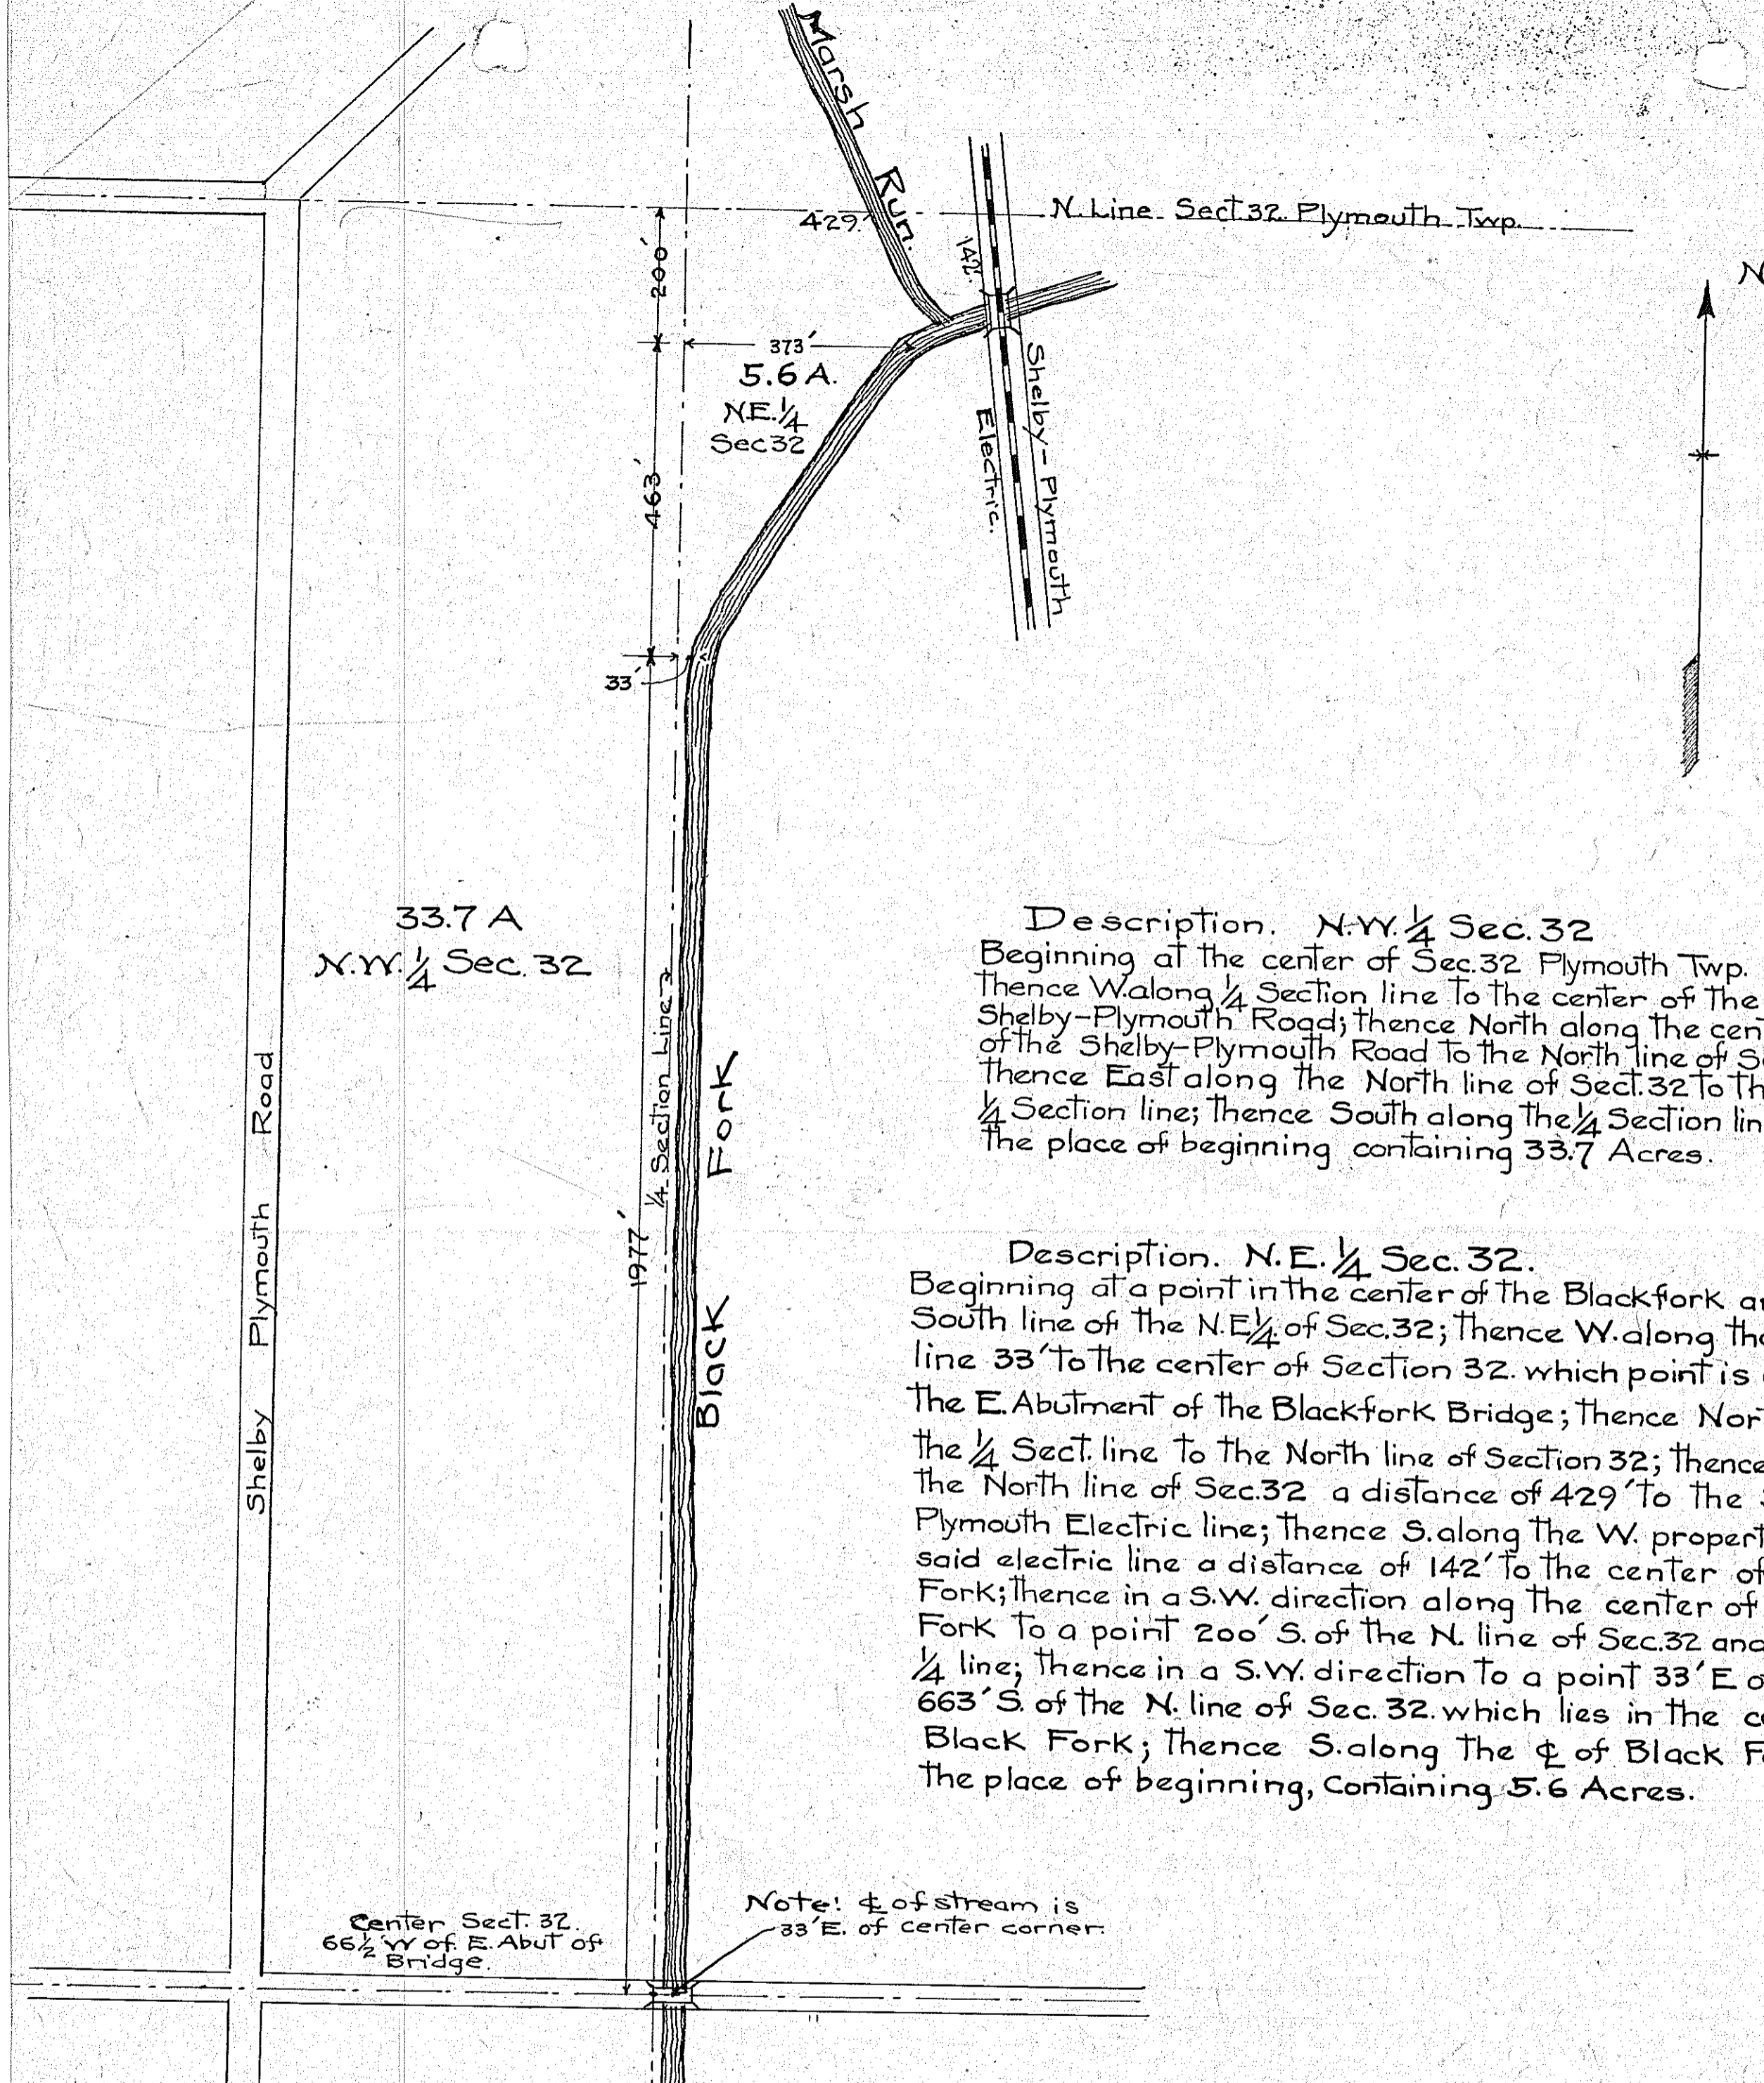 Marsh Run.
N. Line Sect 32. Plymouth Twp.
429'
142'
200'
N
373'
5.6 A.
N.E. 1/4
Sec 32
463'
Shelby-Plymouth
Electric.
33'
33.7 A
N.W. 1/4 Sec. 32
1/4 Section Line
1977'
Black Fork
Shelby Plymouth Road
Description. N.W. 1/4 Sec. 32
Beginning at the center of Sec. 32 Plymouth Twp.
Thence W. along 1/4 Section line to the center of the
Shelby-Plymouth Road; thence North along the cen
of the Shelby-Plymouth Road to the North line of S
Thence East along the North line of Sect. 32 to th
1/4 Section line; thence South along the 1/4 Section lin
the place of beginning containing 33.7 Acres.
Description. N.E. 1/4 Sec. 32.
Beginning at a point in the center of the Blackfork a
South line of the N.E 1/4 of Sec. 32; thence W. along the
line 33' to the center of Section 32. which point is
the E. Abutment of the Blackfork Bridge; thence Nor
the 1/4 Sect. line to the North line of Section 32; thence
the North line of Sec. 32 a distance of 429' to the
Plymouth Electric line; thence S. along the W. propert
said electric line a distance of 142' to the center of
Fork; thence in a S.W. direction along the center of
Fork to a point 200' S. of the N. line of Sec. 32 and
1/4 line; thence in a S.W. direction to a point 33' E o
663' S. of the N. line of Sec. 32. which lies in the c
Black Fork; thence S. along the ℄ of Black F
the place of beginning, Containing 5.6 Acres.
Note: ℄ of stream is
33' E. of center corner.
Center Sect. 32.
66 1/2' W of E. Abut of
Bridge.